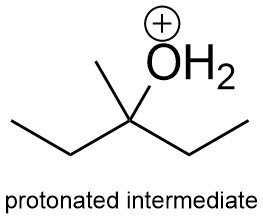 ⊕
OH₂
protonated intermediate